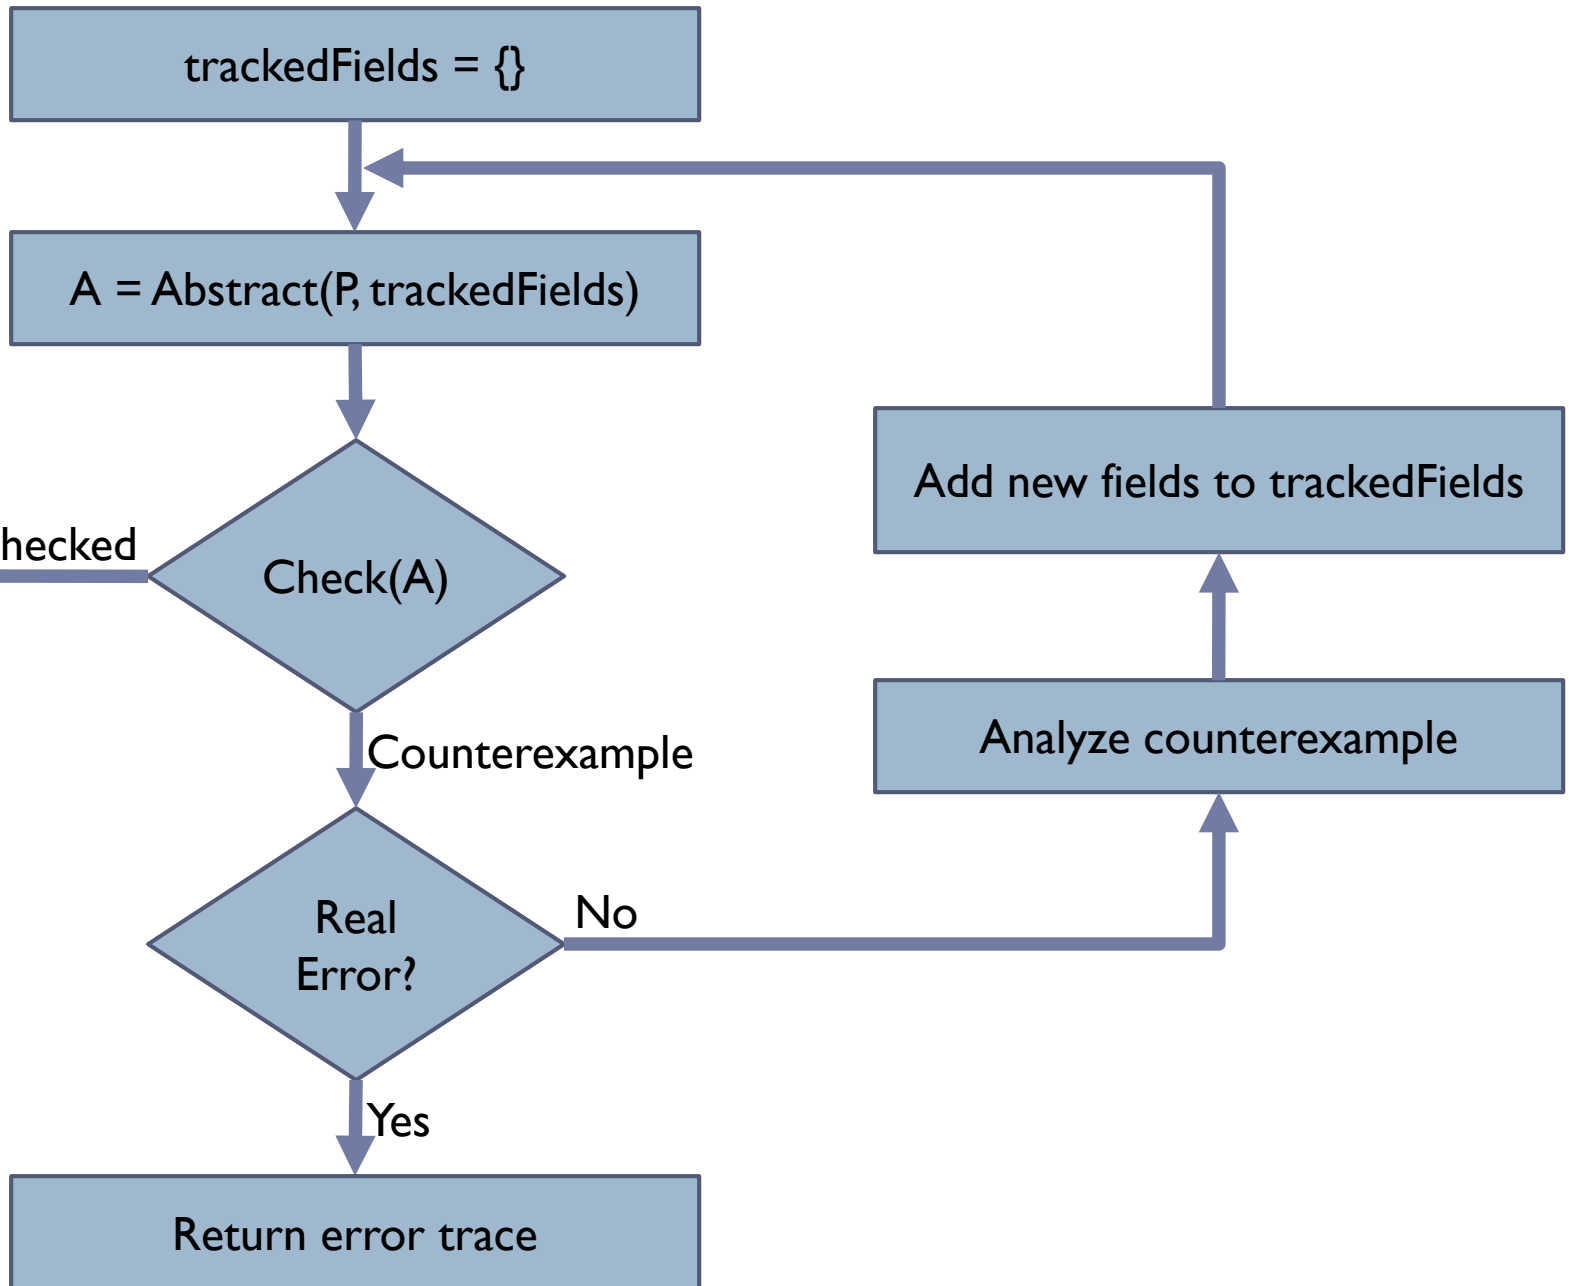 trackedFields = {}
A = Abstract(P, trackedFields)
hecked
Check(A)
Counterexample
Real
Error?
No
Yes
Return error trace
Add new fields to trackedFields
Analyze counterexample